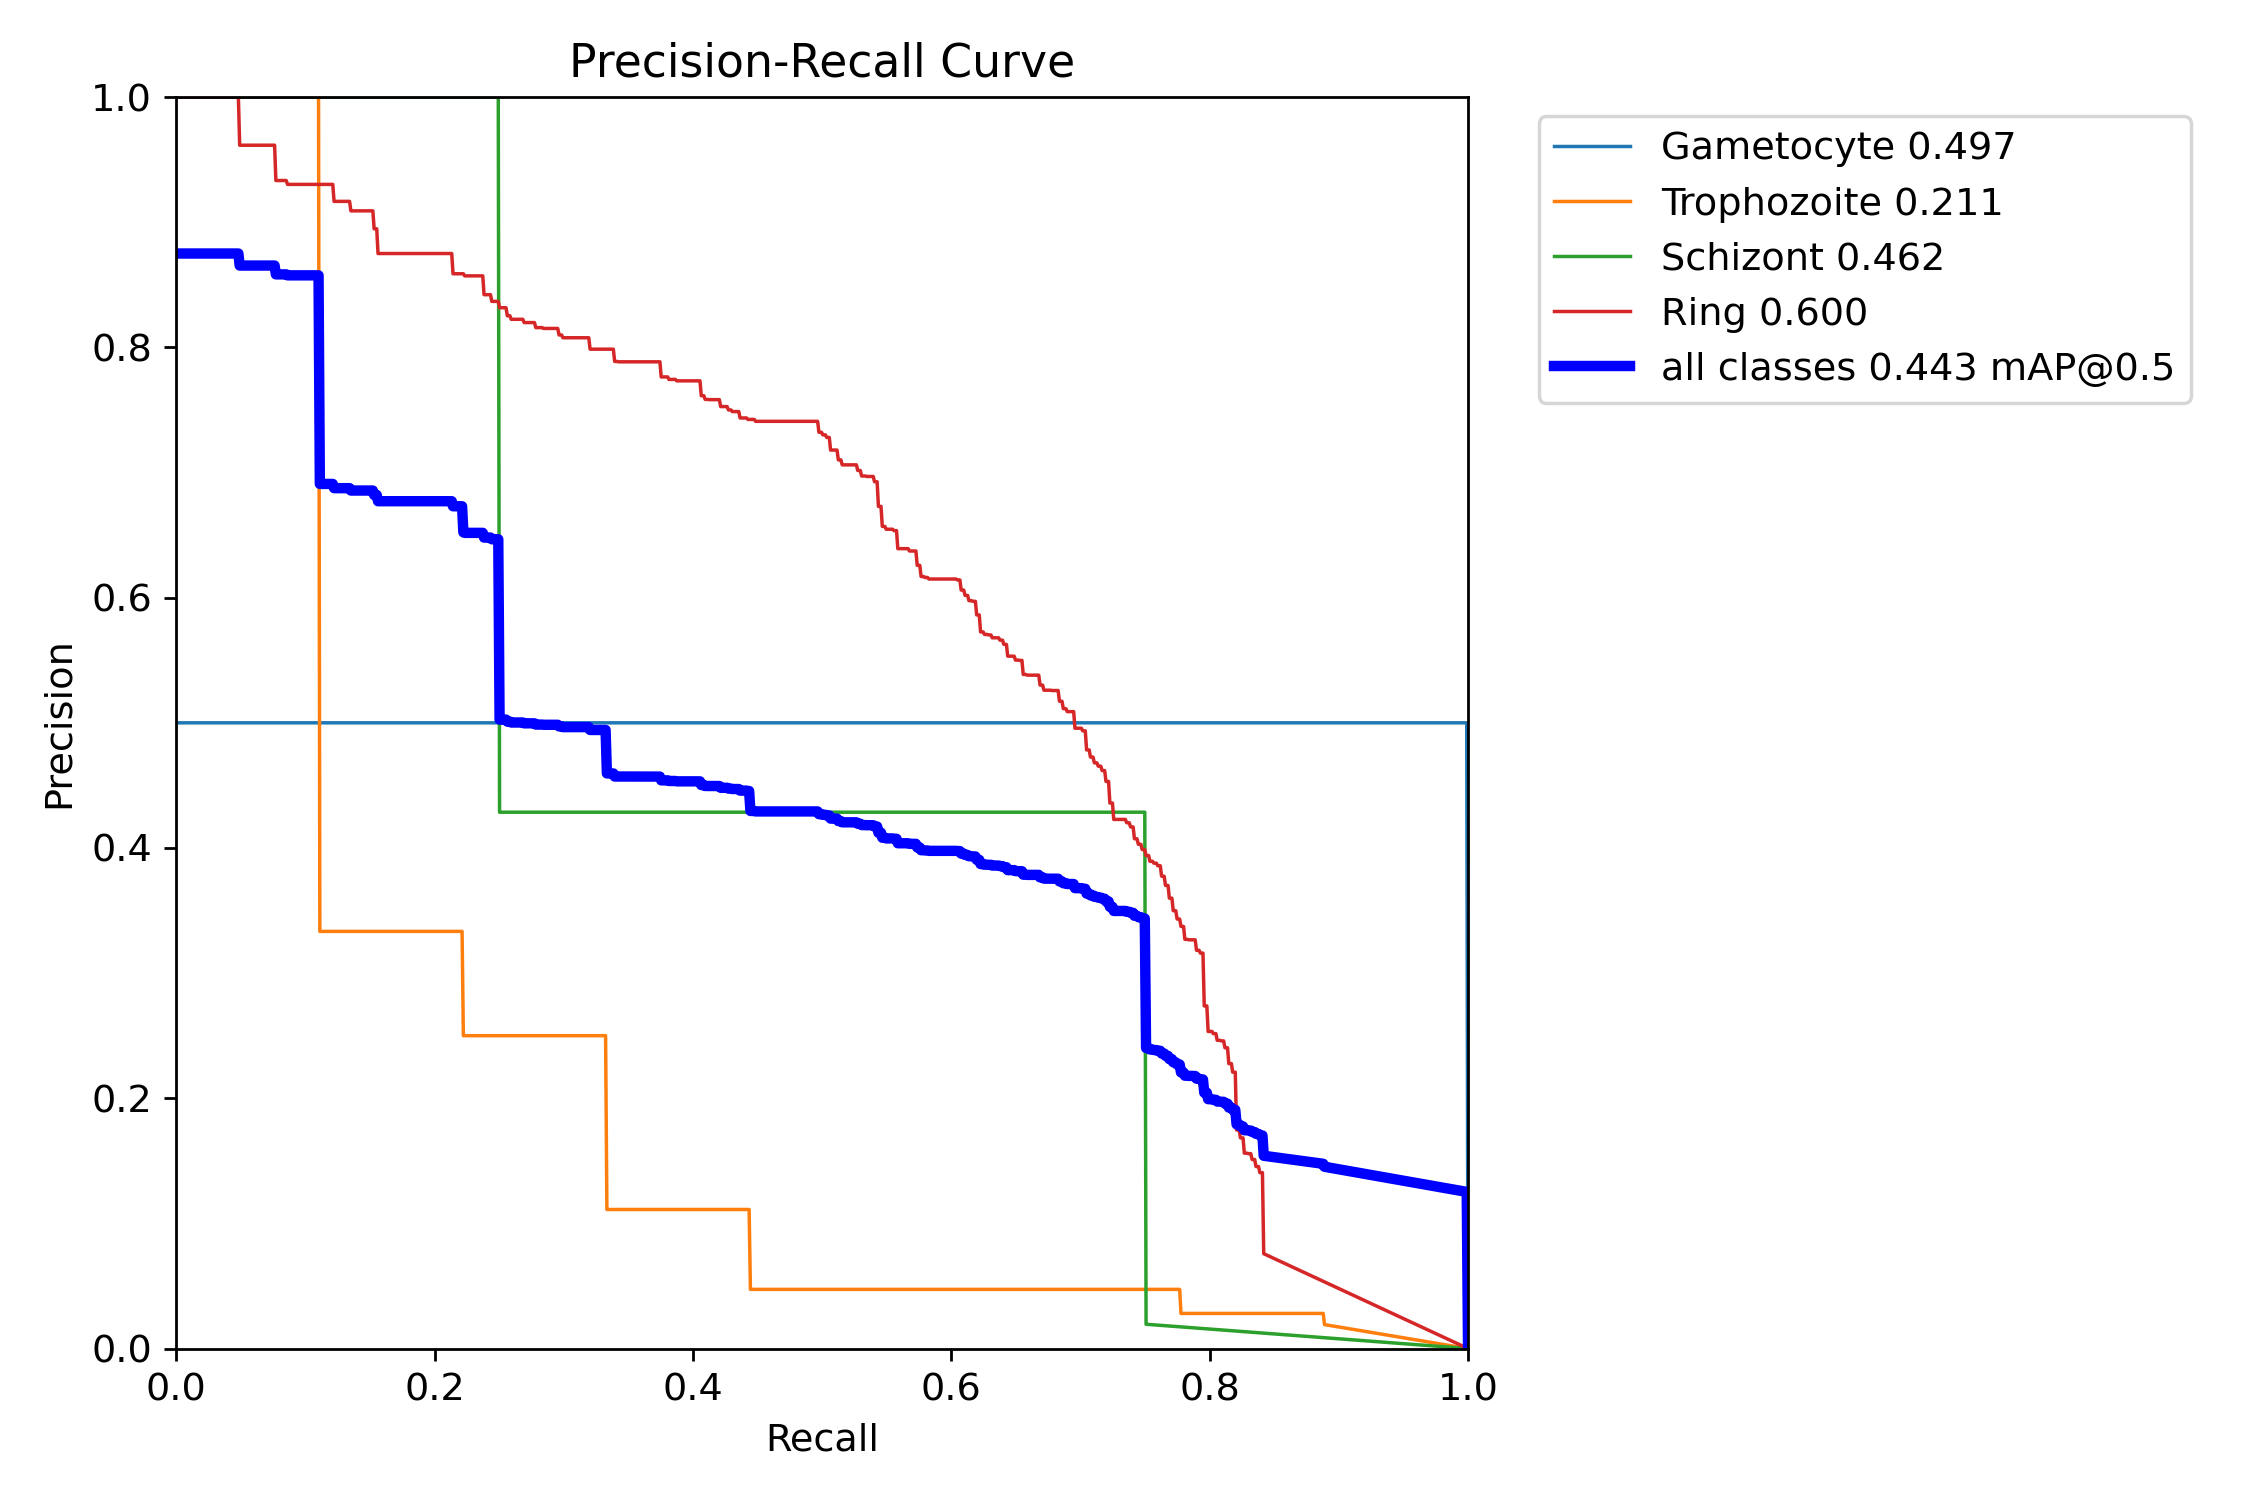 Precision-Recall Curve
1.0
0.8
0.6
0.4
0.2
0.0
Precision
0.0 0.2 0.4 0.6 0.8 1.0
Recall
Gametocyte 0.497
Trophozoite 0.211
Schizont 0.462
Ring 0.600
all classes 0.443 mAP@0.5